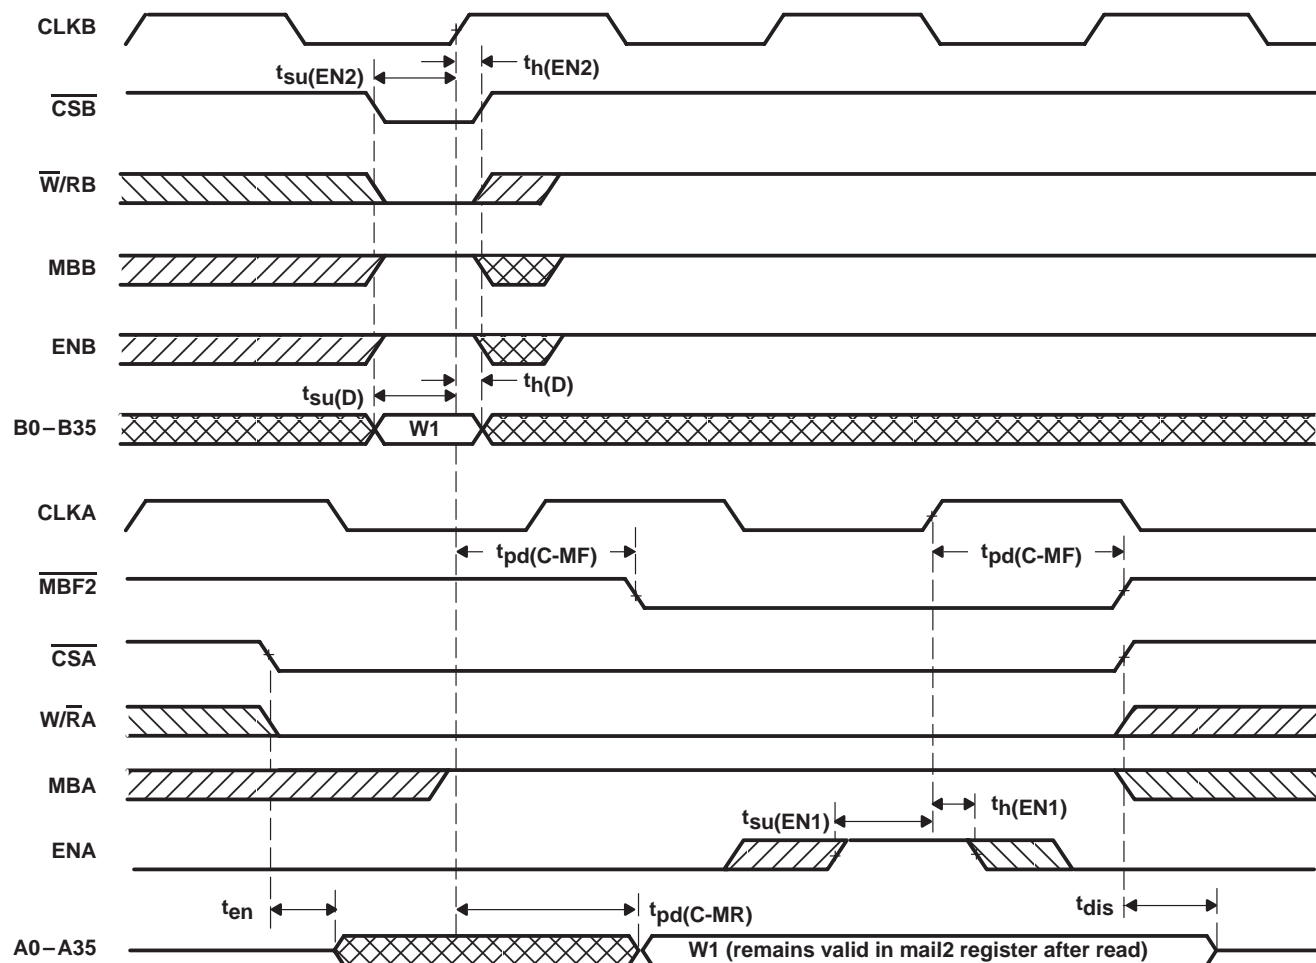 CLKB
tsu(EN2)
th(EN2)
CSB
W/RB
MBB
ENB
tsu(D)
th(D)
B0–B35
W1
CLKA
tpd(C-MF)
tpd(C-MF)
MBF2
CSA
W/RA
MBA
tsu(EN1)
th(EN1)
ENA
ten
tpd(C-MR)
tdis
A0–A35
W1 (remains valid in mail2 register after read)